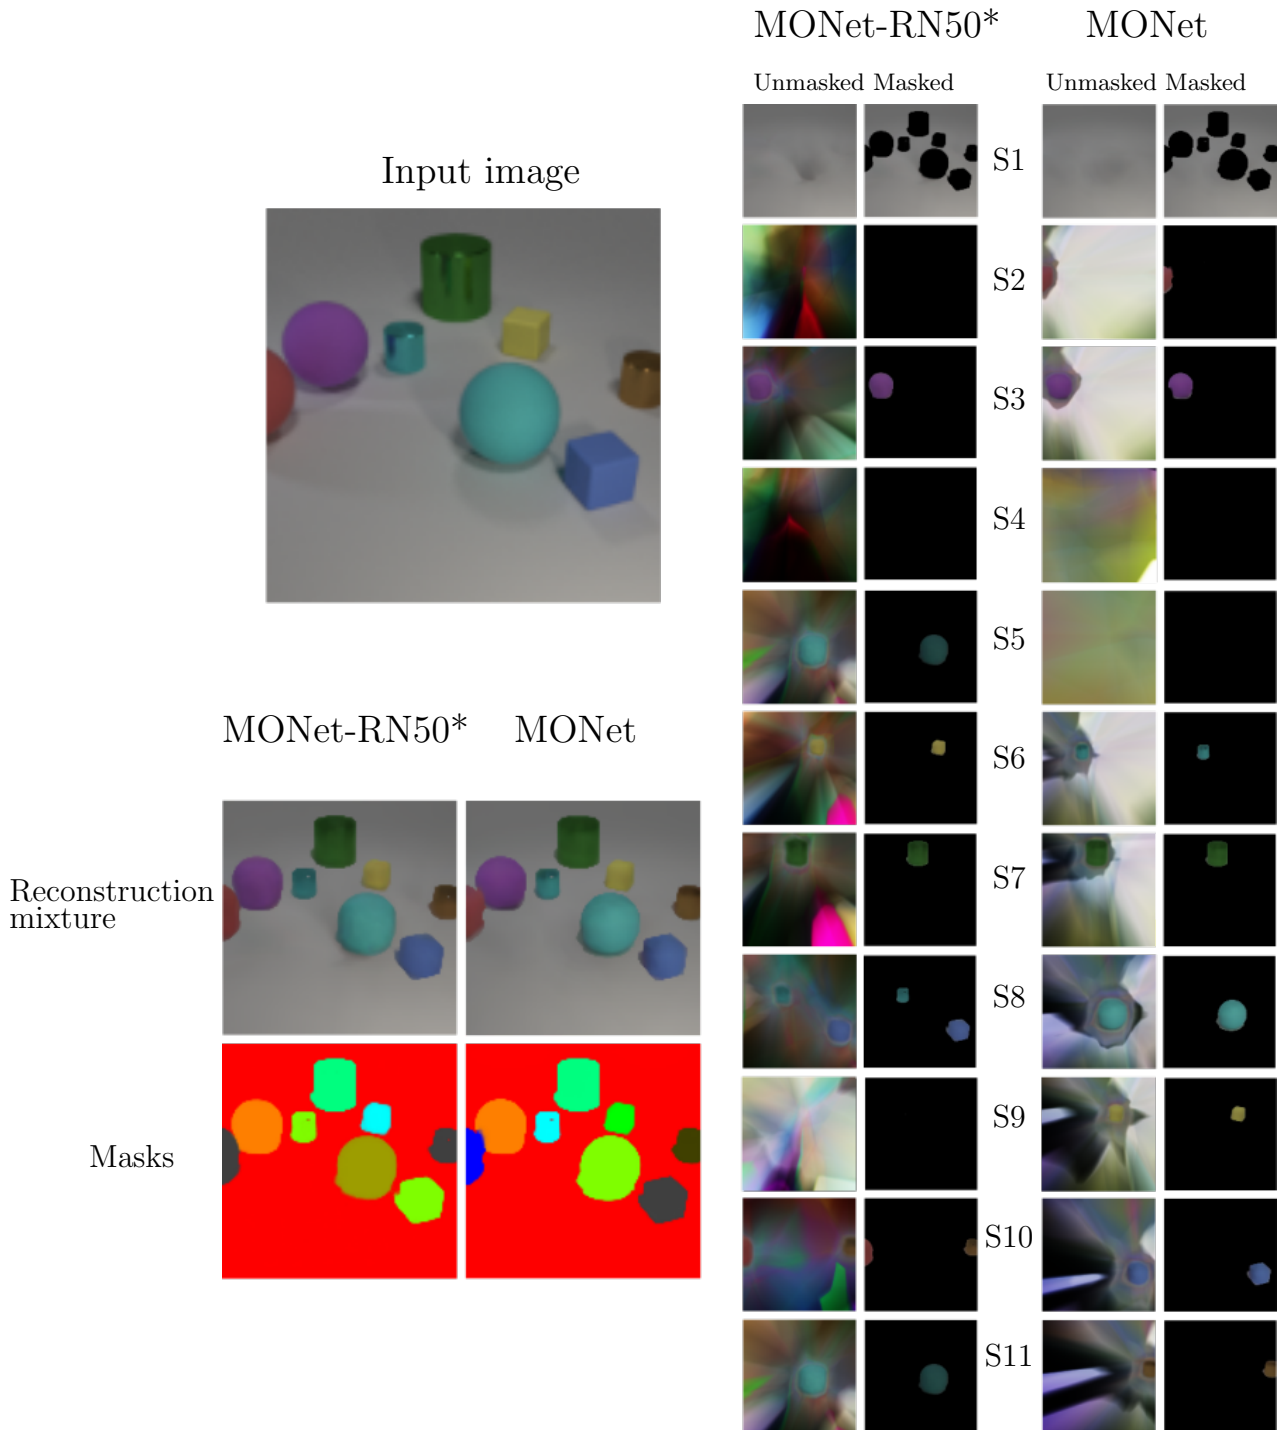 MONet-RN50* MONet
Unmasked Masked Unmasked Masked
Input image
S1
S2
S3
S4
S5
S6
S7
S8
S9
S10
S11
MONet-RN50* MONet
Reconstruction
mixture
Masks